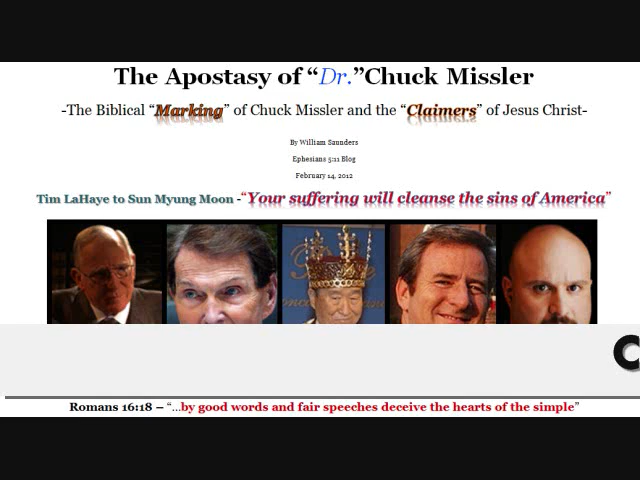 The Apostasy of “Dr.”Chuck Missler
-The Biblical “Marking” of Chuck Missler and the “Claimers” of Jesus Christ-
By William Saunders
Ephesians 5:11 Blog
February 14, 2012
Tim LaHaye to Sun Myung Moon -“Your suffering will cleanse the sins of America”
Romans 16:18 – “...by good words and fair speeches deceive the hearts of the simple”